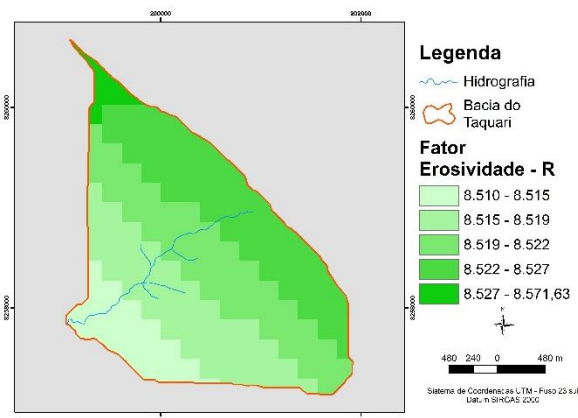 200000 202000
Legenda
Hidrografia
Bacia do
Taquari
Fator
Erosividade - R
8.510 - 8.515
8.515 - 8.519
8.519 - 8.522
8.522 - 8.527
8.527 - 8.571,63
N
480 240 0 480 m
Sistema de Coordenadas UTM - Fuso 23 sul
Datum SIRGAS 2000